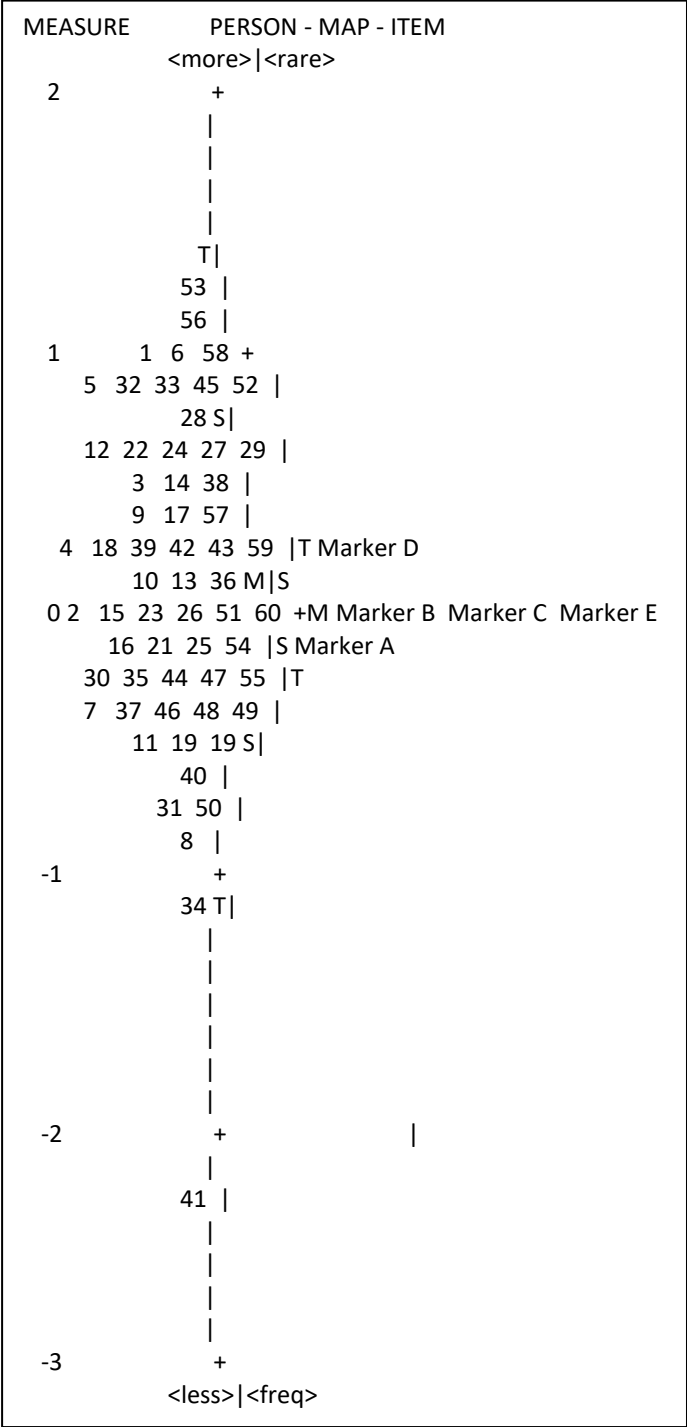 MEASURE PERSON - MAP - ITEM
<more>|<rare>
2 +
|
|
|
|
T|
53 |
56 |
1 1 6 58 +
5 32 33 45 52 |
28 S|
12 22 24 27 29 |
3 14 38 |
9 17 57 |
4 18 39 42 43 59 |T Marker D
10 13 36 M|S
0 2 15 23 26 51 60 +M Marker B Marker C Marker E
16 21 25 54 |S Marker A
30 35 44 47 55 |T
7 37 46 48 49 |
11 19 19 S|
40 |
31 50 |
8 |
-1 +
34 T|
|
|
|
|
|
|
-2 + |
|
41 |
|
|
|
|
-3 +
<less>|<freq>